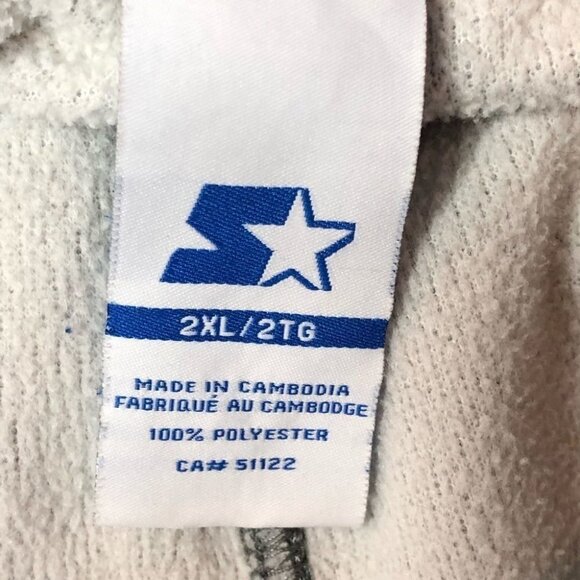 2XL/2TG
MADE IN CAMBODIA
FABRIQUÉ AU CAMBODGE
100% POLYESTER
CA# 51122